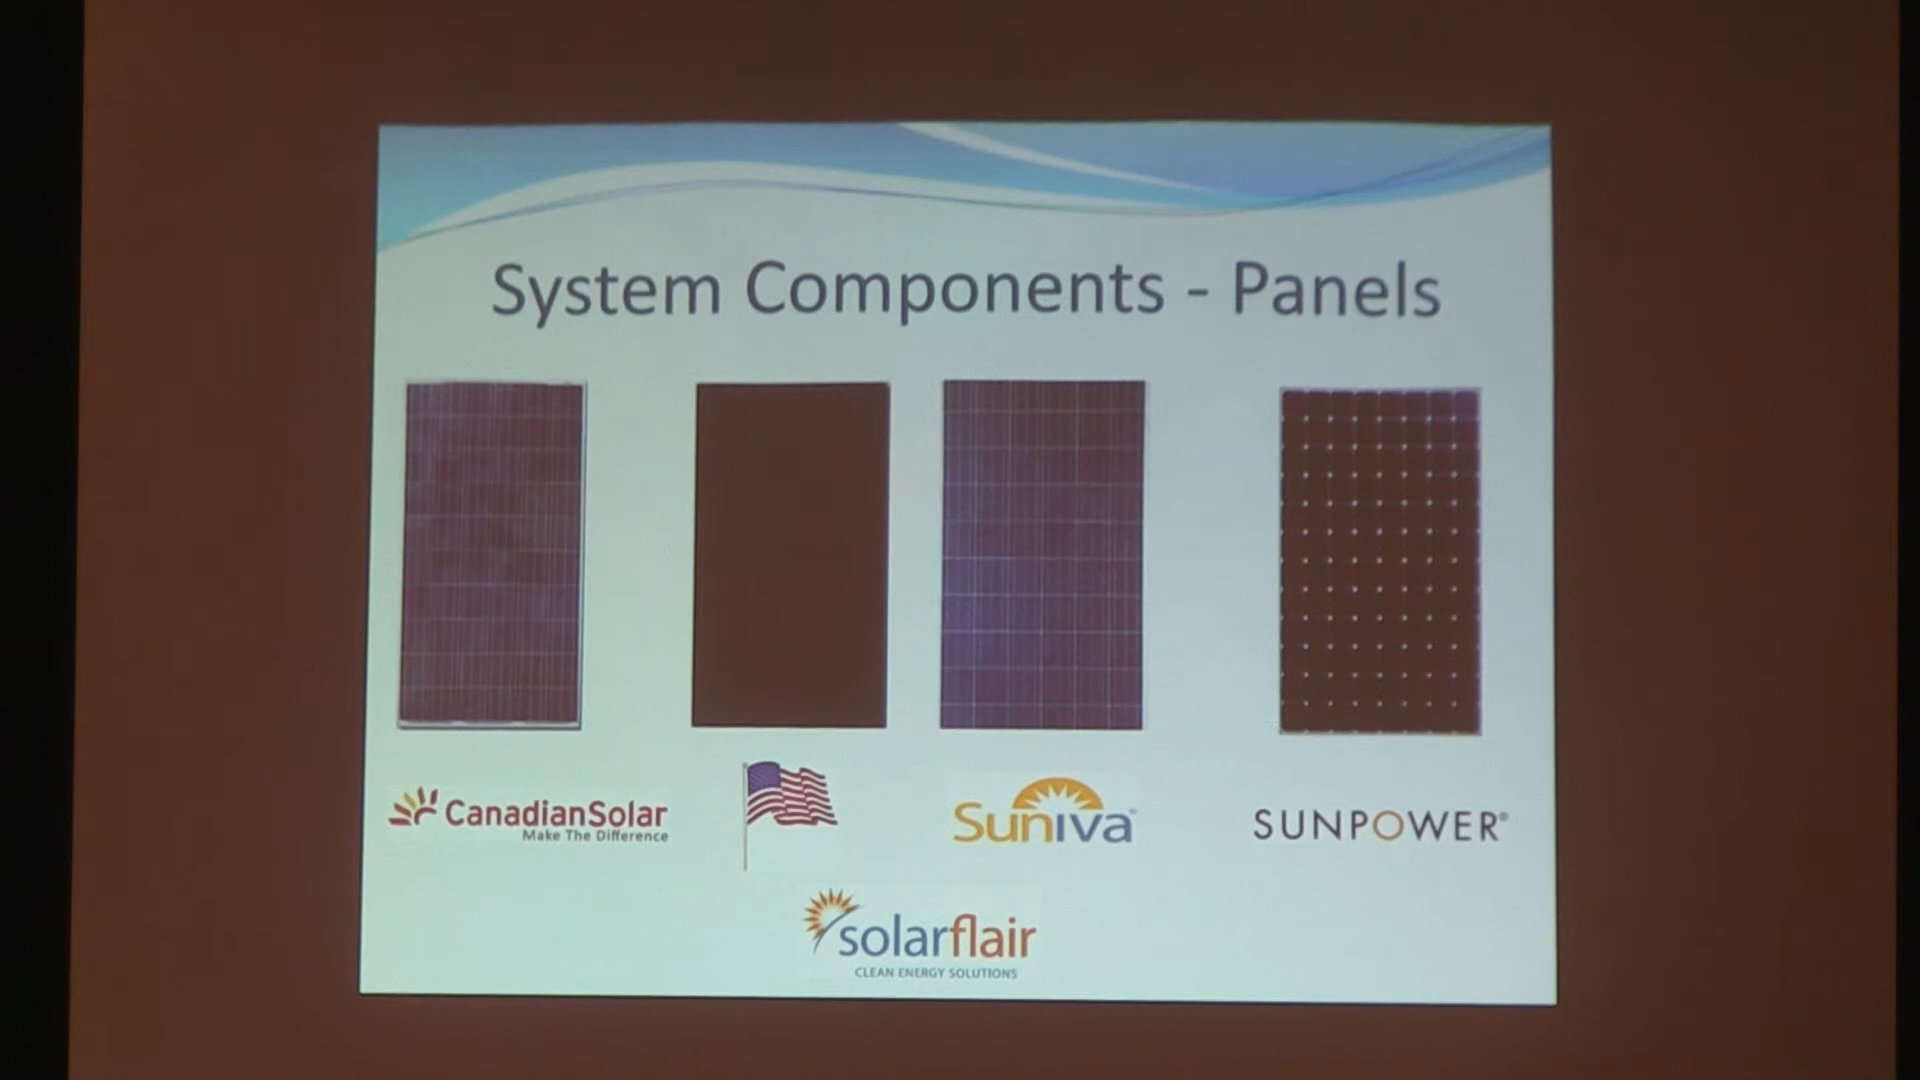 System Components - Panels
CanadianSolar
Make The Difference
Suniva
SUNPOWER®
solarflair
CLEAN ENERGY SOLUTIONS